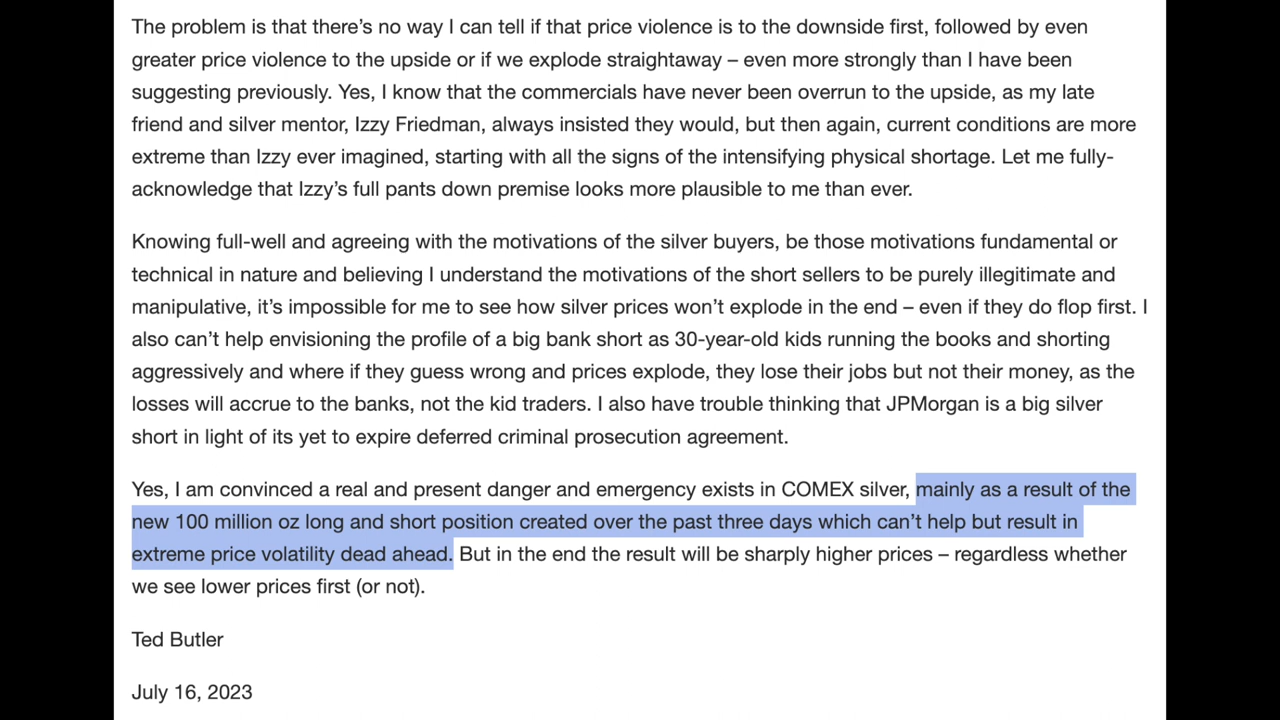 The problem is that there’s no way I can tell if that price violence is to the downside first, followed by even
greater price violence to the upside or if we explode straightaway – even more strongly than I have been
suggesting previously. Yes, I know that the commercials have never been overrun to the upside, as my late
friend and silver mentor, Izzy Friedman, always insisted they would, but then again, current conditions are more
extreme than Izzy ever imagined, starting with all the signs of the intensifying physical shortage. Let me fully-
acknowledge that Izzy’s full pants down premise looks more plausible to me than ever.
Knowing full-well and agreeing with the motivations of the silver buyers, be those motivations fundamental or
technical in nature and believing I understand the motivations of the short sellers to be purely illegitimate and
manipulative, it’s impossible for me to see how silver prices won’t explode in the end – even if they do flop first. I
also can’t help envisioning the profile of a big bank short as 30-year-old kids running the books and shorting
aggressively and where if they guess wrong and prices explode, they lose their jobs but not their money, as the
losses will accrue to the banks, not the kid traders. I also have trouble thinking that JPMorgan is a big silver
short in light of its yet to expire deferred criminal prosecution agreement.
Yes, I am convinced a real and present danger and emergency exists in COMEX silver, mainly as a result of the
new 100 million oz long and short position created over the past three days which can’t help but result in
extreme price volatility dead ahead. But in the end the result will be sharply higher prices – regardless whether
we see lower prices first (or not).
Ted Butler
July 16, 2023